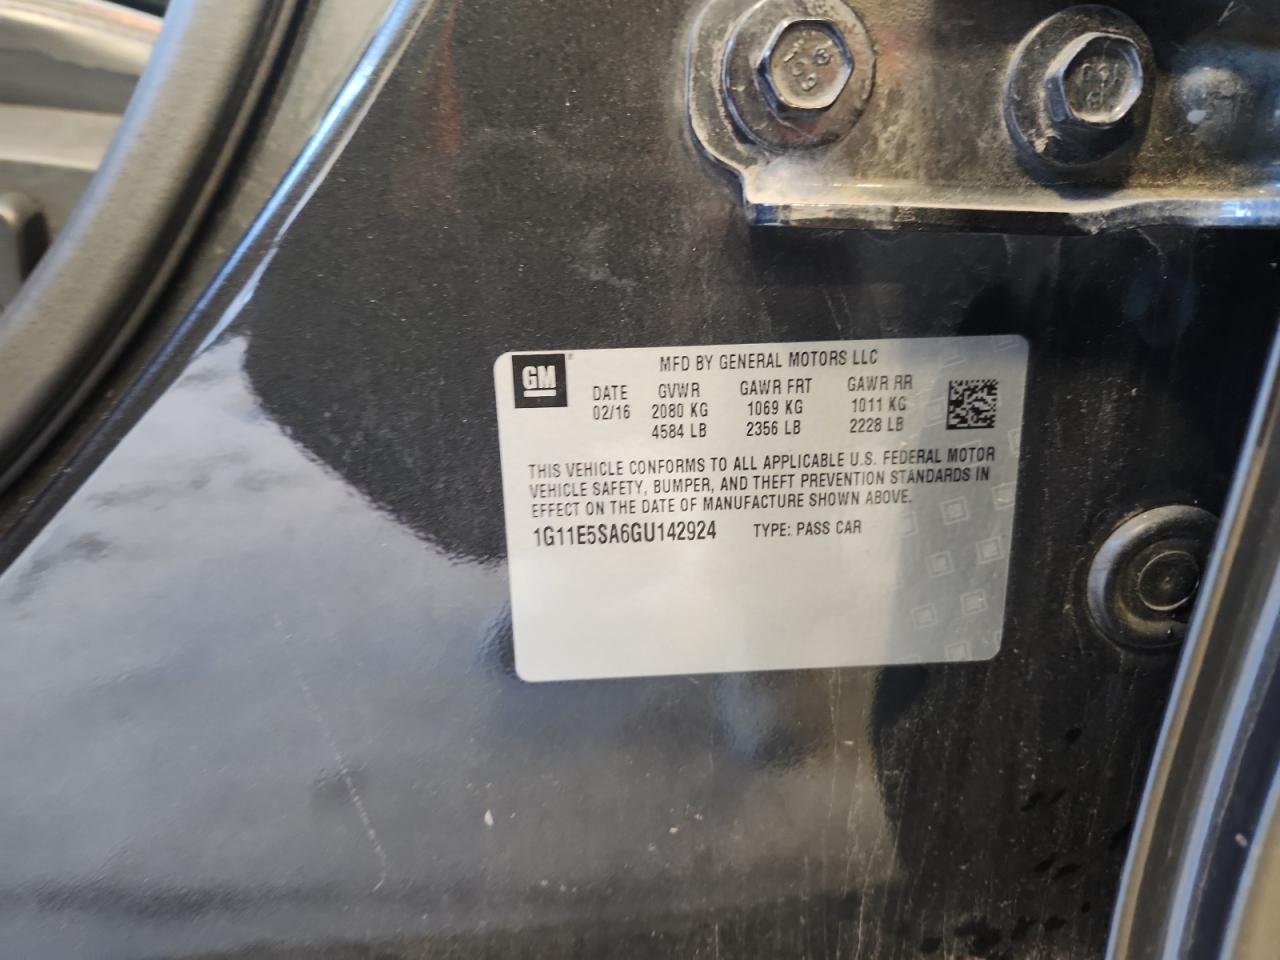 GM
MFD BY GENERAL MOTORS LLC
DATE GVWR GAWR FRT GAWR RR
02/16 2080 KG 1069 KG 1011 KG
4584 LB 2356 LB 2228 LB
THIS VEHICLE CONFORMS TO ALL APPLICABLE U.S. FEDERAL MOTOR
VEHICLE SAFETY, BUMPER, AND THEFT PREVENTION STANDARDS IN
EFFECT ON THE DATE OF MANUFACTURE SHOWN ABOVE.
1G11E5SA6GU142924 TYPE: PASS CAR